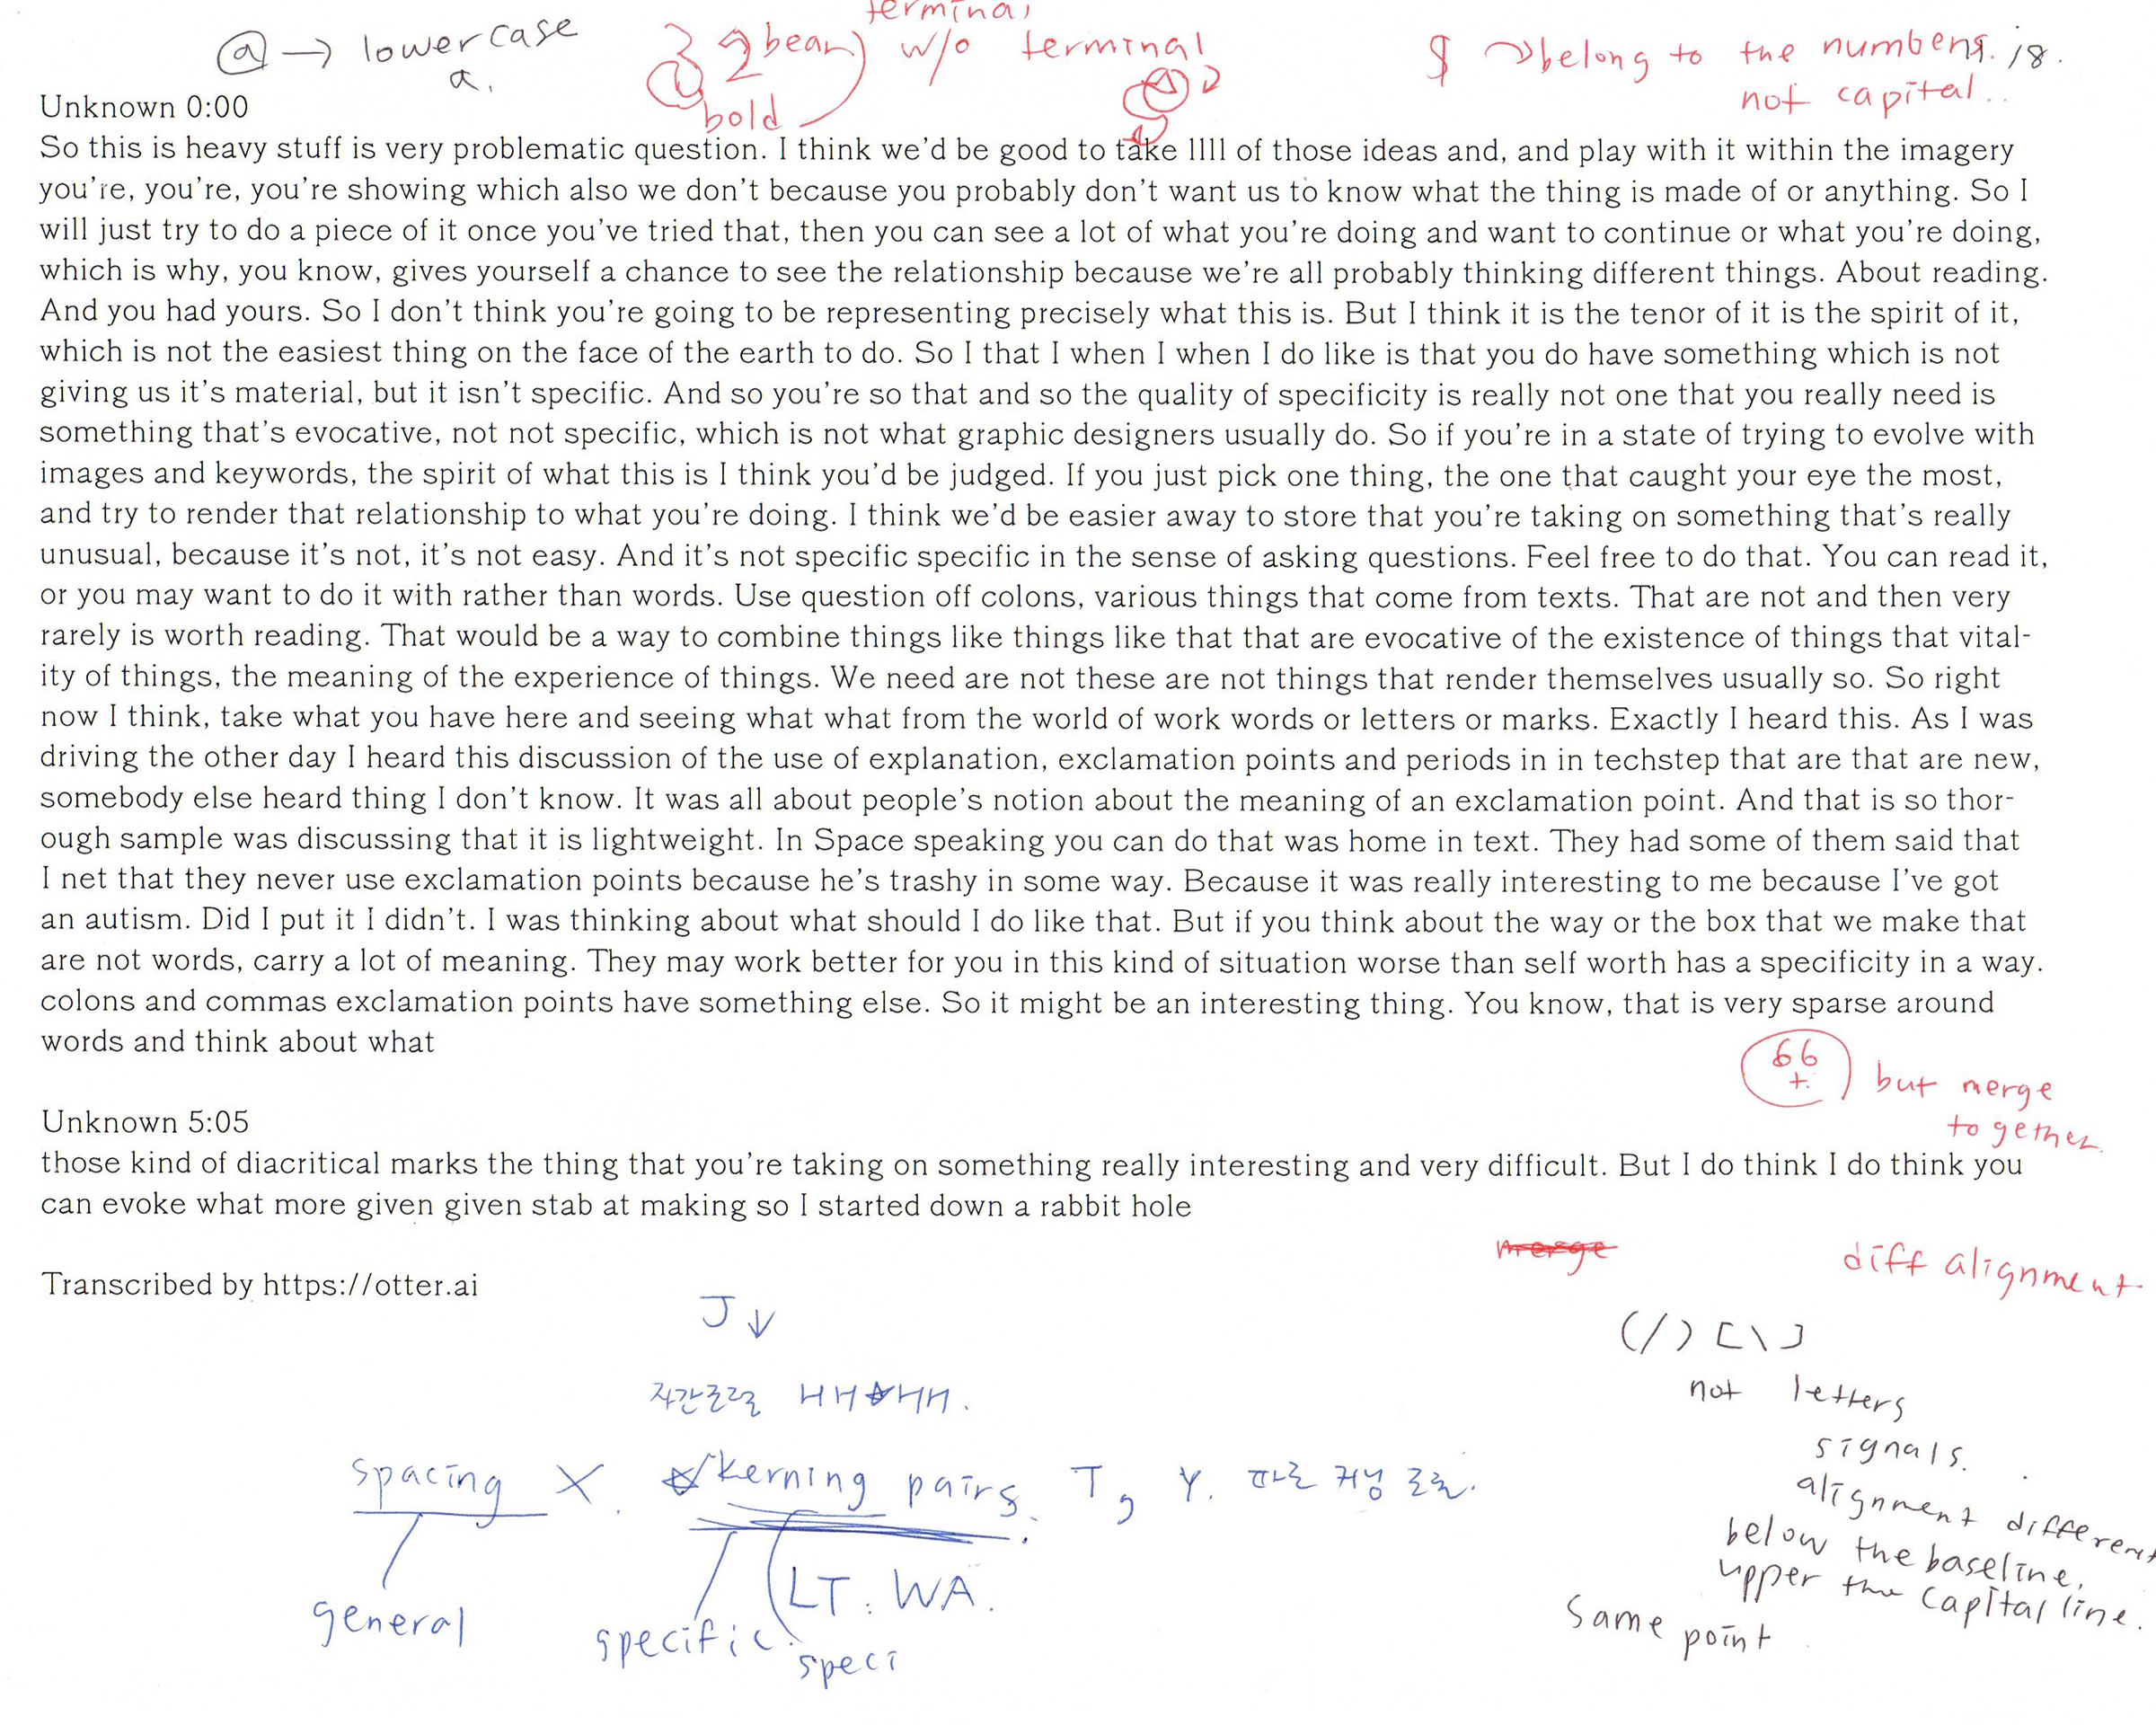 terminal
@ → lowercase
a.
3 2 bean w/o terminal
bold
→ belong to the numbers. 18.
not capital..
Unknown 0:00
So this is heavy stuff is very problematic question. I think we'd be good to take llll of those ideas and, and play with it within the imagery
you're, you're, you're showing which also we don't because you probably don't want us to know what the thing is made of or anything. So I
will just try to do a piece of it once you've tried that, then you can see a lot of what you're doing and want to continue or what you're doing,
which is why, you know, gives yourself a chance to see the relationship because we're all probably thinking different things. About reading.
And you had yours. So I don't think you're going to be representing precisely what this is. But I think it is the tenor of it is the spirit of it,
which is not the easiest thing on the face of the earth to do. So I that I when I when I do like is that you do have something which is not
giving us it's material, but it isn't specific. And so you're so that and so the quality of specificity is really not one that you really need is
something that's evocative, not not specific, which is not what graphic designers usually do. So if you're in a state of trying to evolve with
images and keywords, the spirit of what this is I think you'd be judged. If you just pick one thing, the one that caught your eye the most,
and try to render that relationship to what you're doing. I think we'd be easier away to store that you're taking on something that's really
unusual, because it's not, it's not easy. And it's not specific specific in the sense of asking questions. Feel free to do that. You can read it,
or you may want to do it with rather than words. Use question off colons, various things that come from texts. That are not and then very
rarely is worth reading. That would be a way to combine things like things like that that are evocative of the existence of things that vital-
ity of things, the meaning of the experience of things. We need are not these are not things that render themselves usually so. So right
now I think, take what you have here and seeing what what from the world of work words or letters or marks. Exactly I heard this. As I was
driving the other day I heard this discussion of the use of explanation, exclamation points and periods in in techstep that are that are new,
somebody else heard thing I don't know. It was all about people's notion about the meaning of an exclamation point. And that is so thor-
ough sample was discussing that it is lightweight. In Space speaking you can do that was home in text. They had some of them said that
I net that they never use exclamation points because he's trashy in some way. Because it was really interesting to me because I've got
an autism. Did I put it I didn't. I was thinking about what should I do like that. But if you think about the way or the box that we make that
are not words, carry a lot of meaning. They may work better for you in this kind of situation worse than self worth has a specificity in a way.
colons and commas exclamation points have something else. So it might be an interesting thing. You know, that is very sparse around
words and think about what
66
+.
but merge
together.
Unknown 5:05
those kind of diacritical marks the thing that you're taking on something really interesting and very difficult. But I do think I do think you
can evoke what more given given stab at making so I started down a rabbit hole
merge
diff alignment
Transcribed by https://otter.ai
J↓
(/) [\]
not letters
signals.
alignment different
below the baseline,
upper the capital line.
same point
자간조절 HH☆HH.
spacing X. ☆kerning pairs. T, Y. 따로 커닝 조절.
general
LT. WA.
specific.
speci